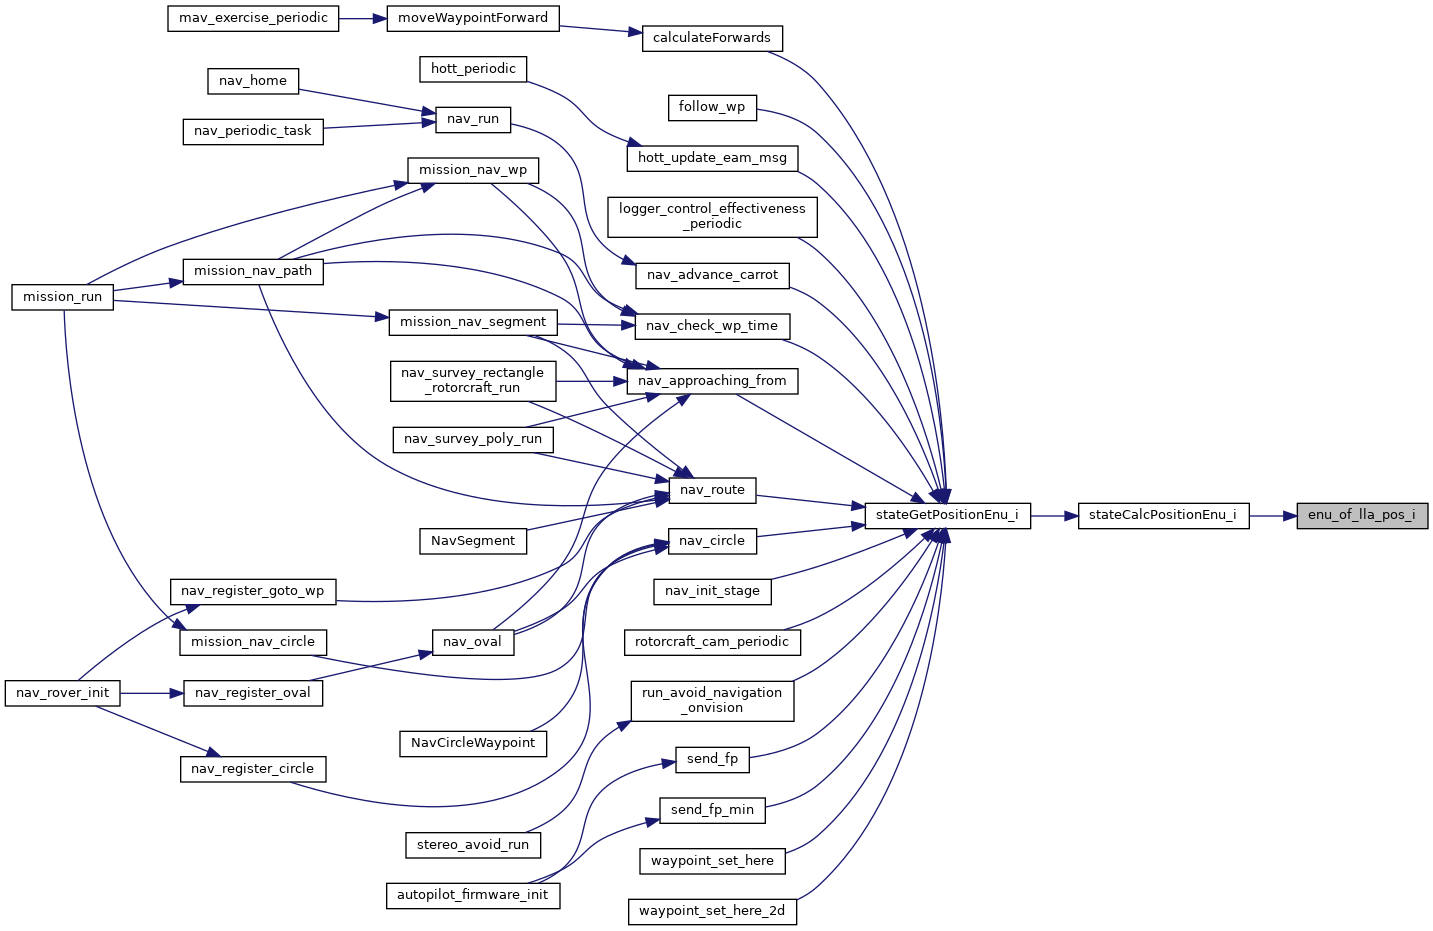 mav_exercise_periodic
moveWaypointForward
calculateForwards
hott_periodic
nav_home
follow_wp
nav_run
nav_periodic_task
hott_update_eam_msg
mission_nav_wp
logger_control_effectiveness
_periodic
mission_nav_path
nav_advance_carrot
mission_run
mission_nav_segment
nav_check_wp_time
nav_survey_rectangle
_rotorcraft_run
nav_approaching_from
nav_survey_poly_run
nav_route
stateGetPositionEnu_i
stateCalcPositionEnu_i
enu_of_lla_pos_i
NavSegment
nav_circle
nav_register_goto_wp
nav_init_stage
mission_nav_circle
nav_oval
rotorcraft_cam_periodic
nav_rover_init
nav_register_oval
run_avoid_navigation
_onvision
NavCircleWaypoint
send_fp
nav_register_circle
send_fp_min
stereo_avoid_run
waypoint_set_here
autopilot_firmware_init
waypoint_set_here_2d